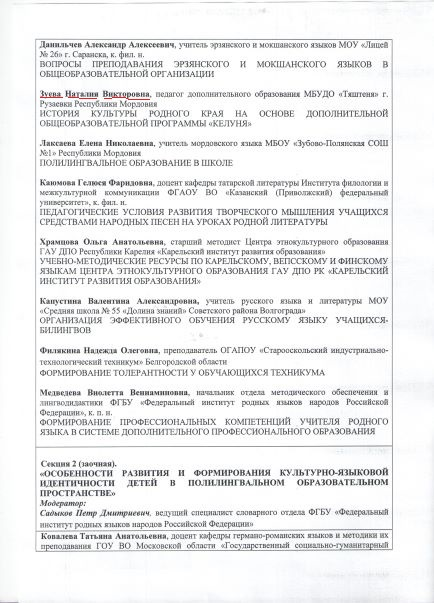 Данильчев Александр Алексеевич, учитель эрзянского и мокшанского языков МОУ «Лицей
№ 26» г. Саранска, к. фил. н.
ВОПРОСЫ ПРЕПОДАВАНИЯ ЭРЗЯНСКОГО И МОКШАНСКОГО ЯЗЫКОВ В
ОБЩЕОБРАЗОВАТЕЛЬНОЙ ОРГАНИЗАЦИИ
Зуева Наталия Викторовна, педагог дополнительного образования МБУДО «Тяштеня» г.
Рузаевки Республики Мордовия
ИСТОРИЯ КУЛЬТУРЫ РОДНОГО КРАЯ НА ОСНОВЕ ДОПОЛНИТЕЛЬНОЙ
ОБЩЕОБРАЗОВАТЕЛЬНОЙ ПРОГРАММЫ «КЕЛУНЯ»
Лаксаева Елена Николаевна, учитель мордовского языка МБОУ «Зубово-Полянская СОШ
№1» Республики Мордовия
ПОЛИЛИНГВАЛЬНОЕ ОБРАЗОВАНИЕ В ШКОЛЕ
Каюмова Гелюся Фаридовна, доцент кафедры татарской литературы Института филологии и
межкультурной коммуникации ФГАОУ ВО «Казанский (Приволжский) федеральный
университет», к. фил. н.
ПЕДАГОГИЧЕСКИЕ УСЛОВИЯ РАЗВИТИЯ ТВОРЧЕСКОГО МЫШЛЕНИЯ УЧАЩИХСЯ
СРЕДСТВАМИ НАРОДНЫХ ПЕСЕН НА УРОКАХ РОДНОЙ ЛИТЕРАТУРЫ
Храмцова Ольга Анатольевна, старший методист Центра этнокультурного образования
ГАУ ДПО Республики Карелия «Карельский институт развития образования»
УЧЕБНО-МЕТОДИЧЕСКИЕ РЕСУРСЫ ПО КАРЕЛЬСКОМУ, ВЕПССКОМУ И ФИНСКОМУ
ЯЗЫКАМ ЦЕНТРА ЭТНОКУЛЬТУРНОГО ОБРАЗОВАНИЯ ГАУ ДПО РК «КАРЕЛЬСКИЙ
ИНСТИТУТ РАЗВИТИЯ ОБРАЗОВАНИЯ»
Капустина Валентина Александровна, учитель русского языка и литературы МОУ
«Средняя школа № 55 «Долина знаний» Советского района Волгограда»
ОРГАНИЗАЦИЯ ЭФФЕКТИВНОГО ОБУЧЕНИЯ РУССКОМУ ЯЗЫКУ УЧАЩИХСЯ-
БИЛИНГВОВ
Филякина Надежда Олеговна, преподаватель ОГАПОУ «Старооскольский индустриально-
технологический техникум» Белгородской области
ФОРМИРОВАНИЕ ТОЛЕРАНТНОСТИ У ОБУЧАЮЩИХСЯ ТЕХНИКУМА
Медведева Виолетта Вениаминовна, начальник отдела методического обеспечения и
лингводидактики ФГБУ «Федеральный институт родных языков народов Российской
Федерации», к. п. н.
ФОРМИРОВАНИЕ ПРОФЕССИОНАЛЬНЫХ КОМПЕТЕНЦИЙ УЧИТЕЛЯ РОДНОГО
ЯЗЫКА В СИСТЕМЕ ДОПОЛНИТЕЛЬНОГО ПРОФЕССИОНАЛЬНОГО ОБРАЗОВАНИЯ
Секция 2 (заочная).
«ОСОБЕННОСТИ РАЗВИТИЯ И ФОРМИРОВАНИЯ КУЛЬТУРНО-ЯЗЫКОВОЙ
ИДЕНТИЧНОСТИ ДЕТЕЙ В ПОЛИЛИНГВАЛЬНОМ ОБРАЗОВАТЕЛЬНОМ
ПРОСТРАНСТВЕ»
Модератор:
Садыков Петр Дмитриевич, ведущий специалист словарного отдела ФГБУ «Федеральный
институт родных языков народов Российской Федерации»
Ковалева Татьяна Анатольевна, доцент кафедры германо-романских языков и методики их
преподавания ГОУ ВО Московской области «Государственный социально-гуманитарный